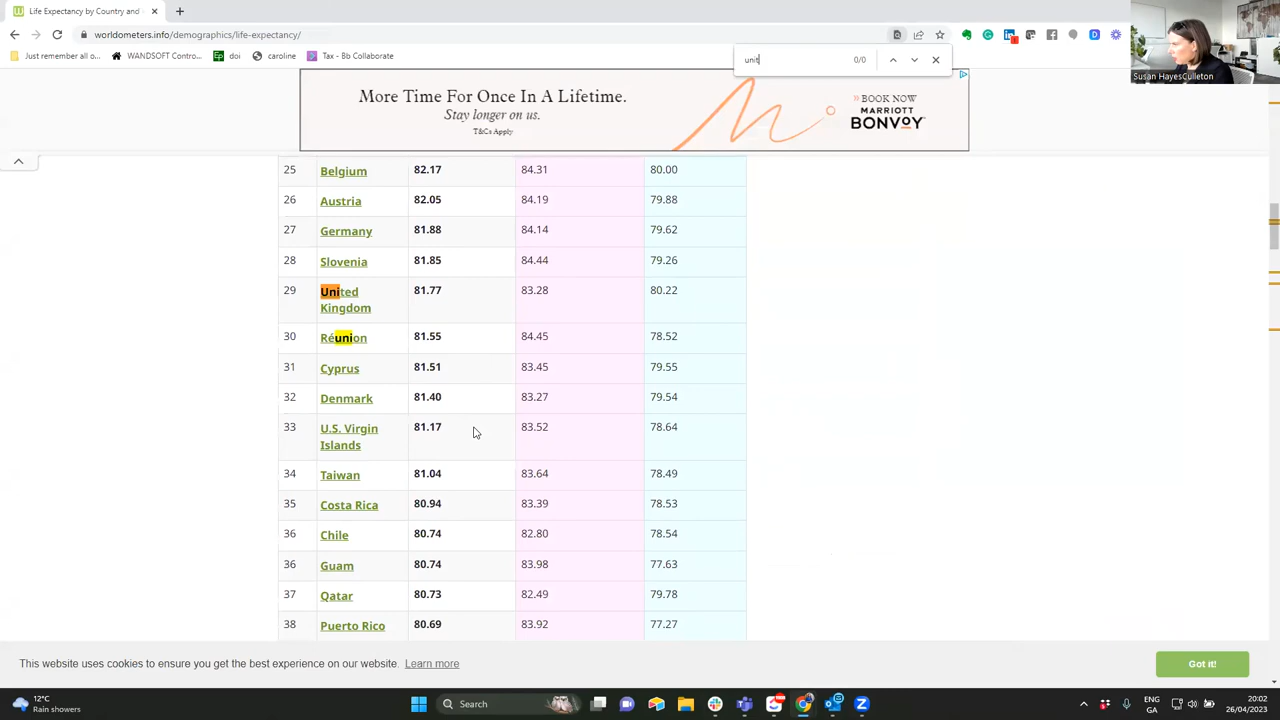 Life Expectancy by Country and
worldometers.info/demographics/life-expectancy/
Just remember all o...
WANDSOFT Contro...
doi
caroline
Tax - Bb Collaborate
unit
0/0
Susan HayesCulleton
More Time For Once In A Lifetime.
Stay longer on us.
T&Cs Apply
BOOK NOW
MARRIOTT
BONVOY
25 Belgium 82.17 84.31 80.00
26 Austria 82.05 84.19 79.88
27 Germany 81.88 84.14 79.62
28 Slovenia 81.85 84.44 79.26
29 United Kingdom 81.77 83.28 80.22
30 Réunion 81.55 84.45 78.52
31 Cyprus 81.51 83.45 79.55
32 Denmark 81.40 83.27 79.54
33 U.S. Virgin Islands 81.17 83.52 78.64
34 Taiwan 81.04 83.64 78.49
35 Costa Rica 80.94 83.39 78.53
36 Chile 80.74 82.80 78.54
36 Guam 80.74 83.98 77.63
37 Qatar 80.73 82.49 79.78
38 Puerto Rico 80.69 83.92 77.27
This website uses cookies to ensure you get the best experience on our website. Learn more
Got it!
12°C
Rain showers
Search
ENG
GA
20:02
26/04/2023